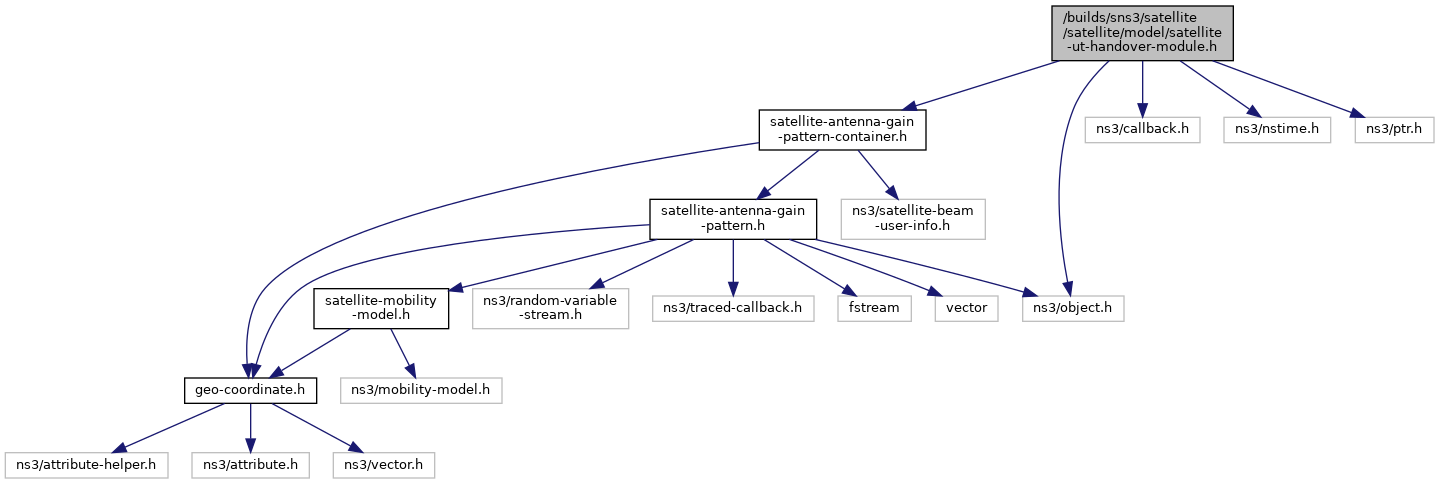 /builds/sns3/satellite
/satellite/model/satellite
-ut-handover-module.h
satellite-antenna-gain
-pattern-container.h
ns3/callback.h
ns3/nstime.h
ns3/ptr.h
satellite-antenna-gain
-pattern.h
ns3/satellite-beam
-user-info.h
satellite-mobility
-model.h
ns3/random-variable
-stream.h
ns3/traced-callback.h
fstream
vector
ns3/object.h
geo-coordinate.h
ns3/mobility-model.h
ns3/attribute-helper.h
ns3/attribute.h
ns3/vector.h